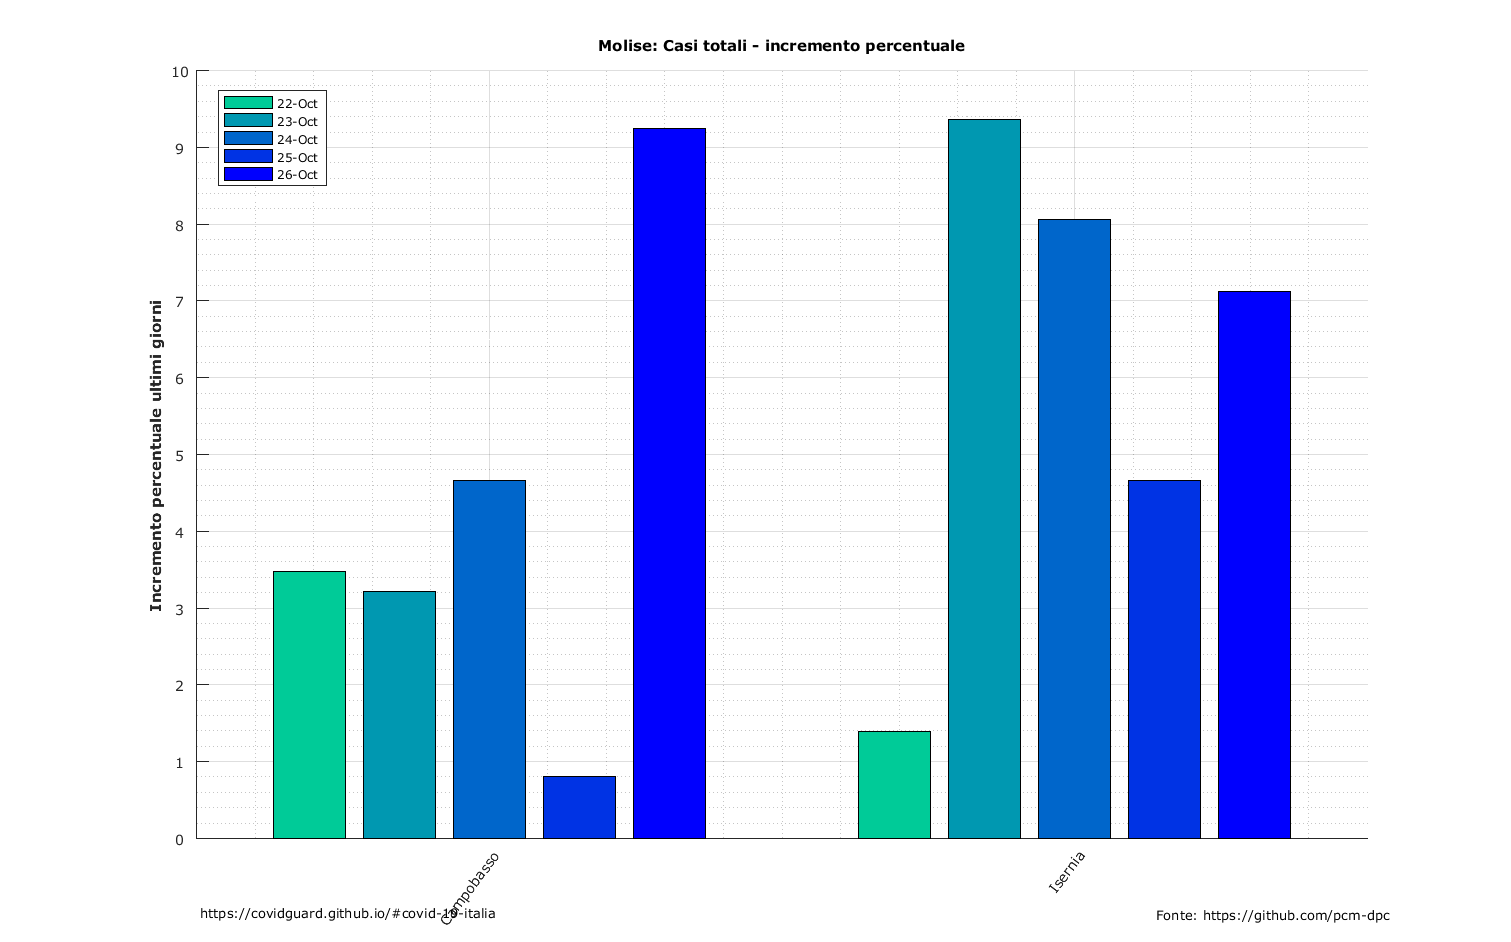 Molise: Casi totali - incremento percentuale
10
9
8
7
6
5
4
3
2
1
0
Incremento percentuale ultimi giorni
22-Oct
23-Oct
24-Oct
25-Oct
26-Oct
Campobasso
Isernia
https://covidguard.github.io/#covid-19-italia
Fonte: https://github.com/pcm-dpc